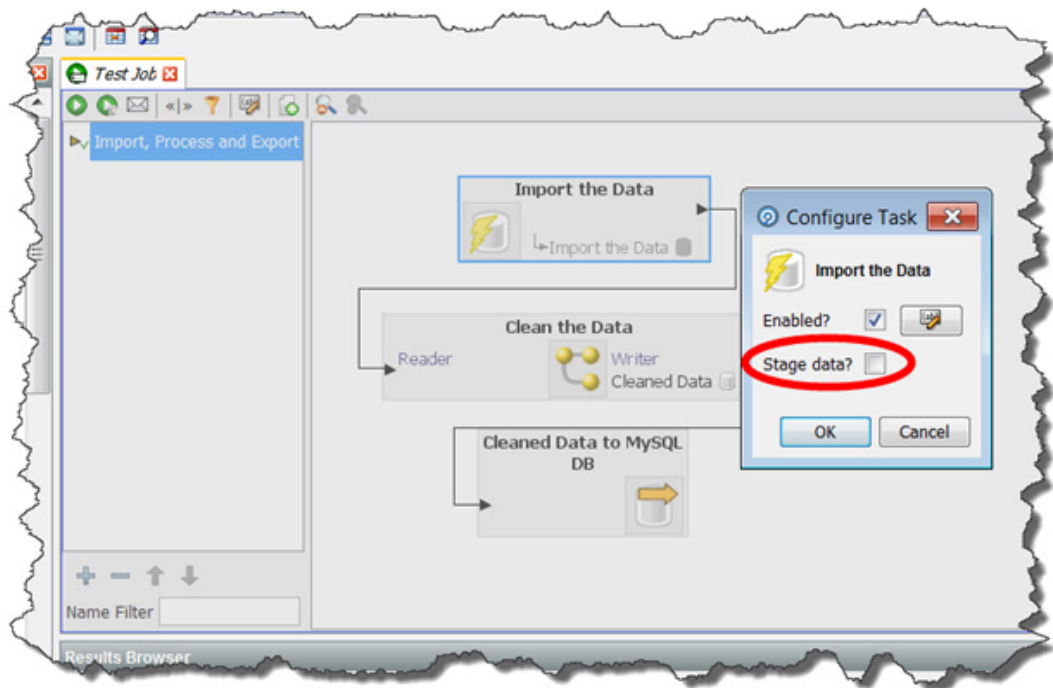 Test Job
Import, Process and Export
Import the Data
Import the Data
Clean the Data
Reader
Writer
Cleaned Data
Cleaned Data to MySQL
DB
Configure Task
Import the Data
Enabled?
Stage data?
OK
Cancel
Name Filter
Results Browser